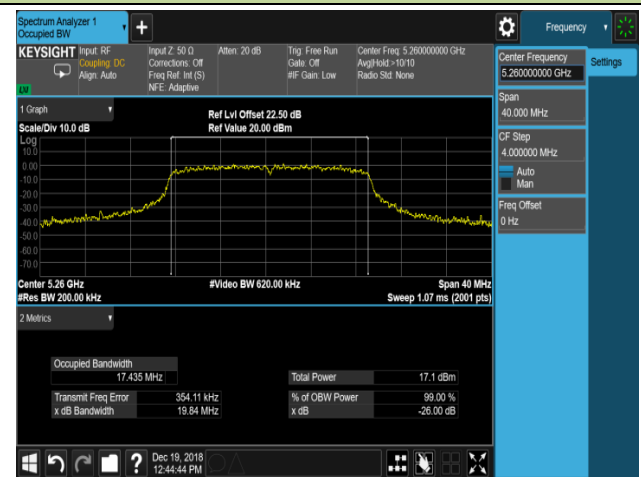 Spectrum Analyzer 1
Occupied BW
+
Frequency
KEYSIGHT
Input: RF
Coupling: DC
Align: Auto
Input Z: 50 Ω
Corrections: Off
Freq Ref: Int (S)
NFE: Adaptive
Atten: 20 dB
Trig: Free Run
Gate: Off
#IF Gain: Low
Center Freq: 5.260000000 GHz
Avg|Hold:>10/10
Radio Std: None
1 Graph
Scale/Div 10.0 dB
Ref Lvl Offset 22.50 dB
Ref Value 20.00 dBm
Log
10.0
0.00
-10.0
-20.0
-30.0
-40.0
-50.0
-60.0
-70.0
Center 5.26 GHz
#Video BW 620.00 kHz
Span 40 MHz
#Res BW 200.00 kHz
Sweep 1.07 ms (2001 pts)
2 Metrics
Occupied Bandwidth
17.435 MHz
Total Power 17.1 dBm
Transmit Freq Error 354.11 kHz
% of OBW Power 99.00 %
x dB Bandwidth 19.84 MHz
x dB -26.00 dB
Center Frequency
5.260000000 GHz
Settings
Span
40.000 MHz
CF Step
4.000000 MHz
Auto
Man
Freq Offset
0 Hz
?
Dec 19, 2018
12:44:44 PM